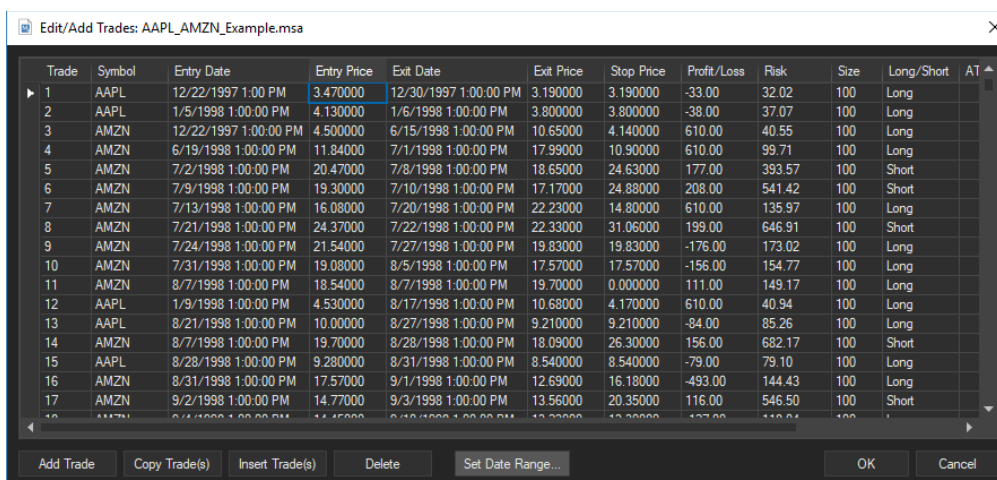 Edit/Add Trades: AAPL_AMZN_Example.msa
Trade Symbol Entry Date Entry Price Exit Date Exit Price Stop Price Profit/Loss Risk Size Long/Short AT
1 AAPL 12/22/1997 1:00 PM 3.470000 12/30/1997 1:00:00 PM 3.190000 3.190000 -33.00 32.02 100 Long
2 AAPL 1/5/1998 1:00:00 PM 4.130000 1/6/1998 1:00:00 PM 3.800000 3.800000 -38.00 37.07 100 Long
3 AMZN 12/22/1997 1:00:00 PM 4.500000 6/15/1998 1:00:00 PM 10.65000 4.140000 610.00 40.55 100 Long
4 AMZN 6/19/1998 1:00:00 PM 11.84000 7/1/1998 1:00:00 PM 17.99000 10.90000 610.00 99.71 100 Long
5 AMZN 7/2/1998 1:00:00 PM 20.47000 7/8/1998 1:00:00 PM 18.65000 24.63000 177.00 393.57 100 Short
6 AMZN 7/9/1998 1:00:00 PM 19.30000 7/10/1998 1:00:00 PM 17.17000 24.88000 208.00 541.42 100 Short
7 AMZN 7/13/1998 1:00:00 PM 16.08000 7/20/1998 1:00:00 PM 22.23000 14.80000 610.00 135.97 100 Long
8 AMZN 7/21/1998 1:00:00 PM 24.37000 7/22/1998 1:00:00 PM 22.33000 31.06000 199.00 646.91 100 Short
9 AMZN 7/24/1998 1:00:00 PM 21.54000 7/27/1998 1:00:00 PM 19.83000 19.83000 -176.00 173.02 100 Long
10 AMZN 7/31/1998 1:00:00 PM 19.08000 8/5/1998 1:00:00 PM 17.57000 17.57000 -156.00 154.77 100 Long
11 AMZN 8/7/1998 1:00:00 PM 18.54000 8/7/1998 1:00:00 PM 19.70000 0.000000 111.00 149.17 100 Long
12 AAPL 1/9/1998 1:00:00 PM 4.530000 8/17/1998 1:00:00 PM 10.68000 4.170000 610.00 40.94 100 Long
13 AAPL 8/21/1998 1:00:00 PM 10.00000 8/27/1998 1:00:00 PM 9.210000 9.210000 -84.00 85.26 100 Long
14 AMZN 8/7/1998 1:00:00 PM 19.70000 8/28/1998 1:00:00 PM 18.09000 26.30000 156.00 682.17 100 Short
15 AAPL 8/28/1998 1:00:00 PM 9.280000 8/31/1998 1:00:00 PM 8.540000 8.540000 -79.00 79.10 100 Long
16 AMZN 8/31/1998 1:00:00 PM 17.57000 9/1/1998 1:00:00 PM 12.69000 16.18000 -493.00 144.43 100 Long
17 AMZN 9/2/1998 1:00:00 PM 14.77000 9/3/1998 1:00:00 PM 13.56000 20.35000 116.00 546.50 100 Short
Add Trade Copy Trade(s) Insert Trade(s) Delete Set Date Range... OK Cancel